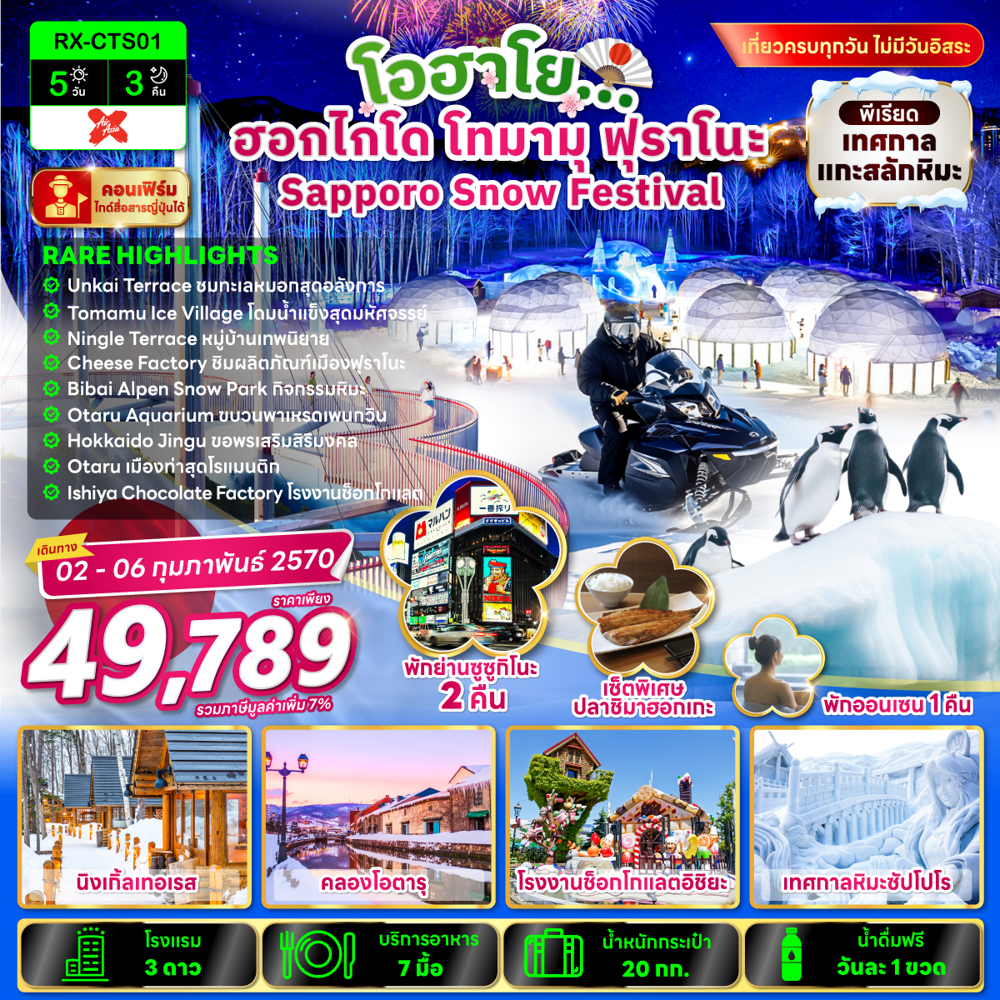 RX-CTS01
5 วัน
3 คืน
Air Asia X
โอฮาโย...
ฮอกไกโด โทมามุ ฟุราโนะ
Sapporo Snow Festival
เที่ยวครบทุกวัน ไม่มีวันอิสระ
พีเรียด
เทศกาล
แกะสลักหิมะ
คอนเฟิร์ม
ไกด์สื่อสารญี่ปุ่นได้
RARE HIGHLIGHTS
Unkai Terrace ชมทะเลหมอกสุดอลังการ
Tomamu Ice Village โดมน้ำแข็งสุดมหัศจรรย์
Ningle Terrace หมู่บ้านเทพนิยาย
Cheese Factory ชิมผลิตภัณฑ์เมืองฟุราโนะ
Bibai Alpen Snow Park กิจกรรมหิมะ
Otaru Aquarium ขบวนพาเหรดเพนกวิน
Hokkaido Jingu ขอพรเสริมสิริมงคล
Otaru เมืองท่าสุดโรแมนติก
Ishiya Chocolate Factory โรงงานช็อกโกแลต
เดินทาง
02 - 06 กุมภาพันธ์ 2570
ราคาเพียง
49,789
รวมภาษีมูลค่าเพิ่ม 7%
マルハン
KIRIN
一番搾り
NIKKA
พักย่านซูซูกิโนะ
2 คืน
เซ็ตพิเศษ
ปลาชิมาฮอกเกะ
พักออนเซน 1 คืน
นิงเกิ้ลเทอเรส
คลองโอตารุ
โรงงานช็อกโกแลตอิชิยะ
เทศกาลหิมะซัปโปโร
โรงแรม
3 ดาว
บริการอาหาร
7 มื้อ
น้ำหนักกระเป๋า
20 กก.
น้ำดื่มฟรี
วันละ 1 ขวด